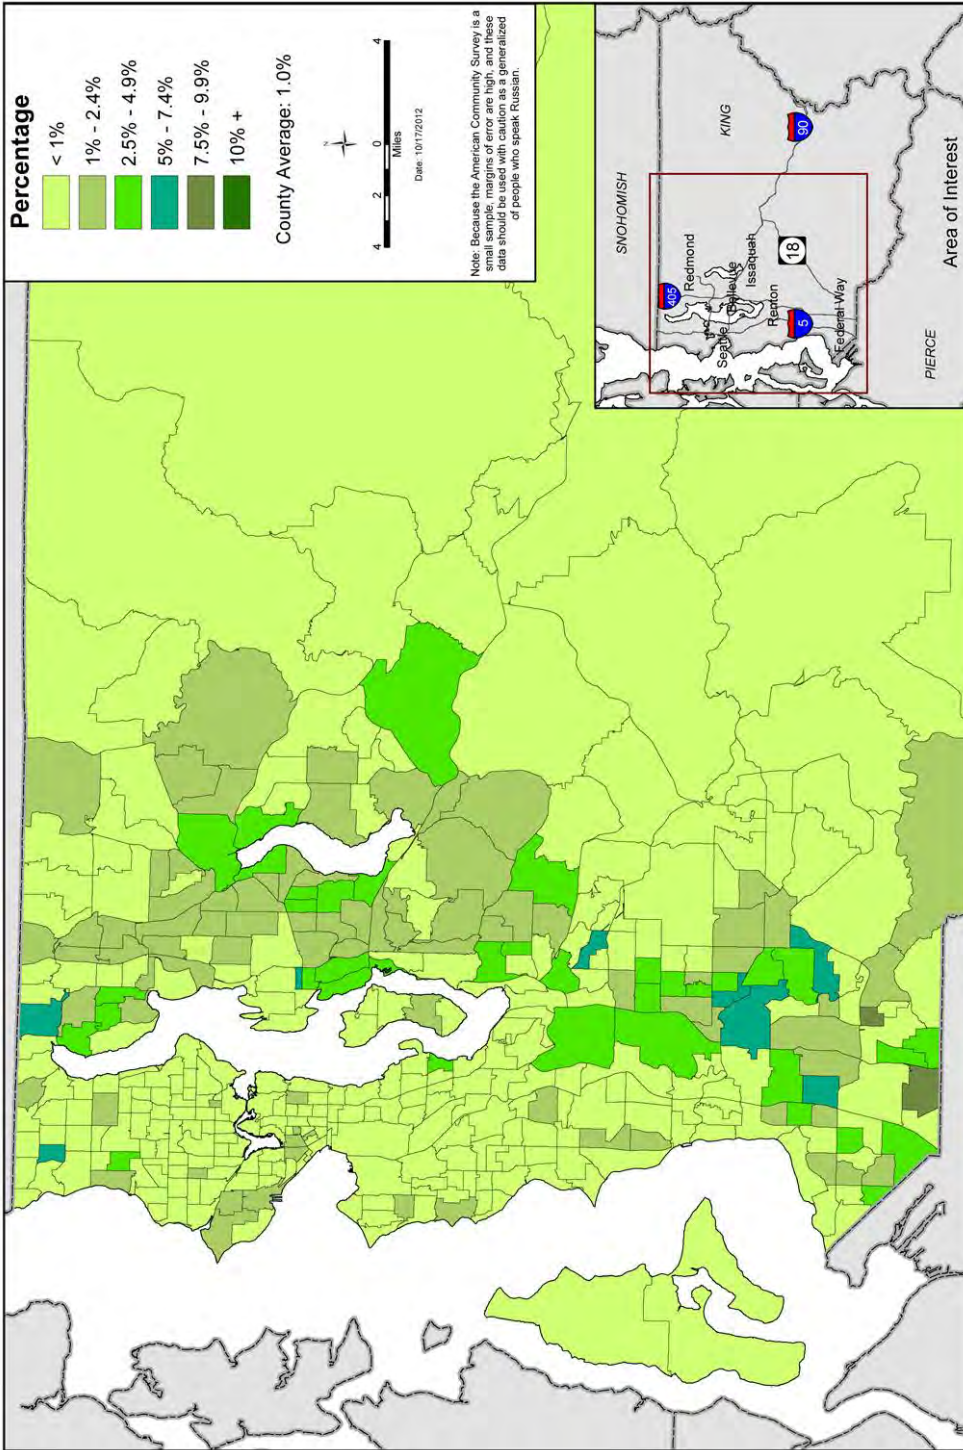 Percentage
< 1%
1% - 2.4%
2.5% - 4.9%
5% - 7.4%
7.5% - 9.9%
10% +
County Average: 1.0%
N
4 2 0 4
Miles
Date: 10/17/2012
Note: Because the American Community Survey is a
small sample, margins of error are high, and these
data should be used with caution as a generalized
of people who speak Russian.
SNOHOMISH
KING
405
Redmond
Seattle
Bellevue
Issaquah
90
Renton
5
18
Federal Way
PIERCE
Area of Interest